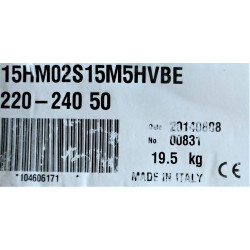 15HM02S15M5HVBE
220-240 50
Date 20140808
No 00831
19.5 kg
*104606171*
MADE IN ITALY CE